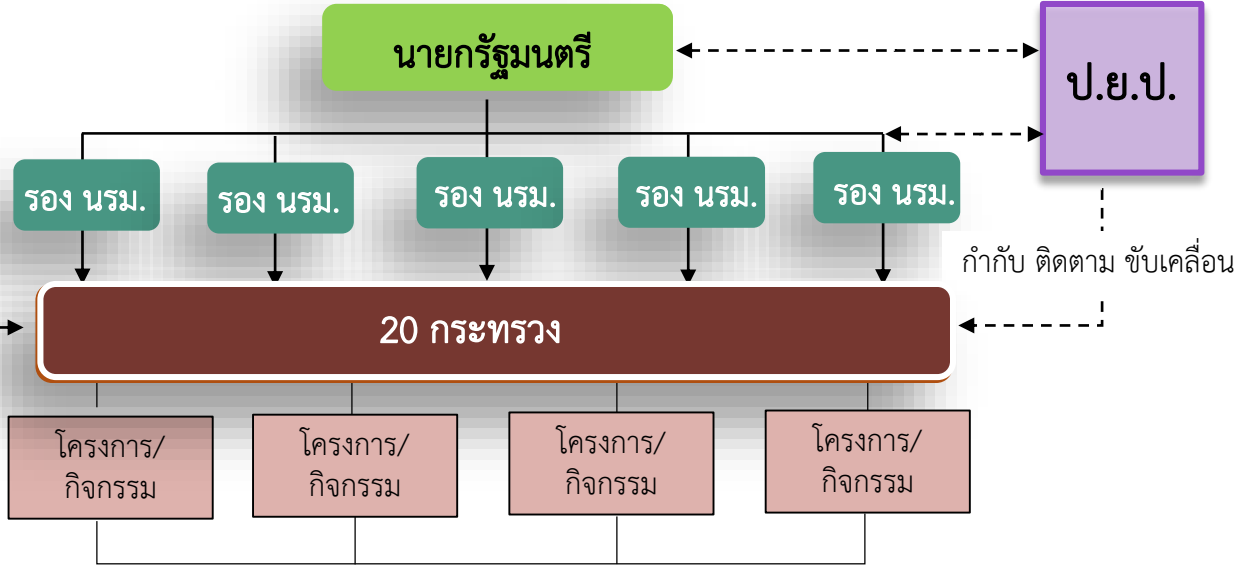 นายกรัฐมนตรี
ป.ย.ป.
รอง นรม.
รอง นรม.
รอง นรม.
รอง นรม.
รอง นรม.
กำกับ ติดตาม ขับเคลื่อน
20 กระทรวง
โครงการ/
กิจกรรม
โครงการ/
กิจกรรม
โครงการ/
กิจกรรม
โครงการ/
กิจกรรม